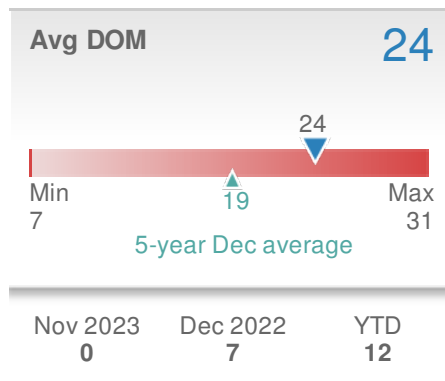 Avg DOM 24
24
Min 19 Max
7 31
5-year Dec average
Nov 2023 Dec 2022 YTD
0 7 12